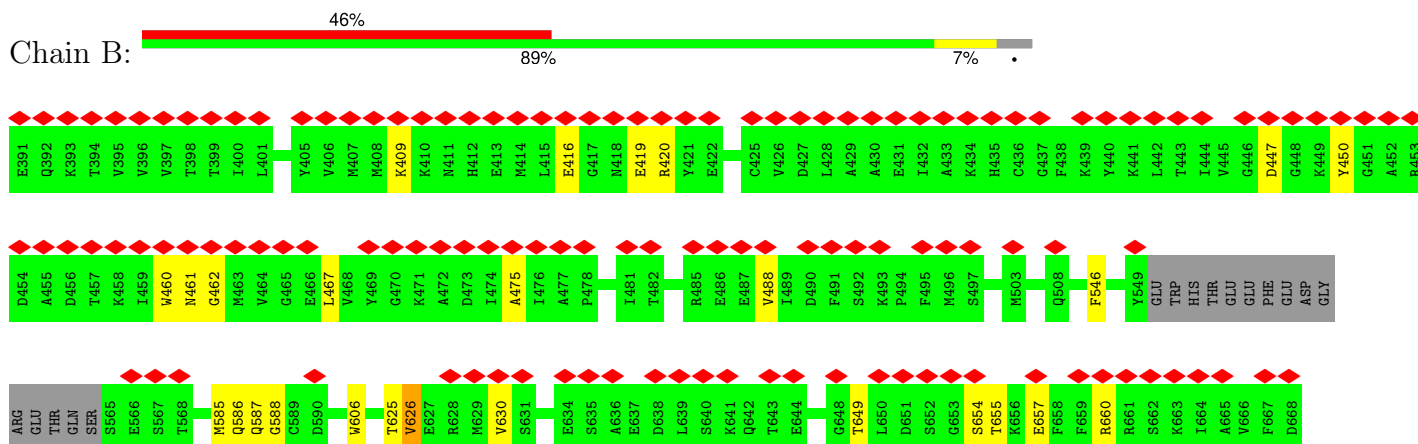 46%
Chain B:
89% 7% •
E391 Q392 K393 T394 V395 V396 V397 T398 T399 I400 L401 Y405 V406 M407 M408 K409 K410 N411 H412 E413 M414 L415 E416 G417 N418 E419 R420 Y421 E422 C425 V426 D427 L428 A429 A430 E431 I432 A433 K434 H435 C436 G437 F438 K439 Y440 K441 L442 T443 I444 V445 G446 D447 G448 K449 Y450 G451 A452 R453
D454 A455 D456 T457 K458 I459 W460 N461 G462 M463 V464 G465 E466 L467 V468 Y469 G470 K471 A472 D473 I474 A475 I476 A477 P478 I481 T482 R485 E486 E487 V488 I489 D490 F491 S492 K493 P494 F495 M496 S497 M503 Q508 F546 Y549 GLU TRP HIS THR GLU GLU PHE GLU ASP GLY
ARG GLU THR GLN SER S565 E566 S567 T568 M585 Q586 Q587 G588 C589 D590 W606 T625 V626 E627 R628 M629 V630 S631 E634 S635 A636 E637 D638 L639 S640 K641 Q642 T643 E644 G648 T649 L650 D651 S652 G653 S654 T655 K656 E657 F658 F659 R660 R661 S662 K663 I664 A665 V666 F667 D668